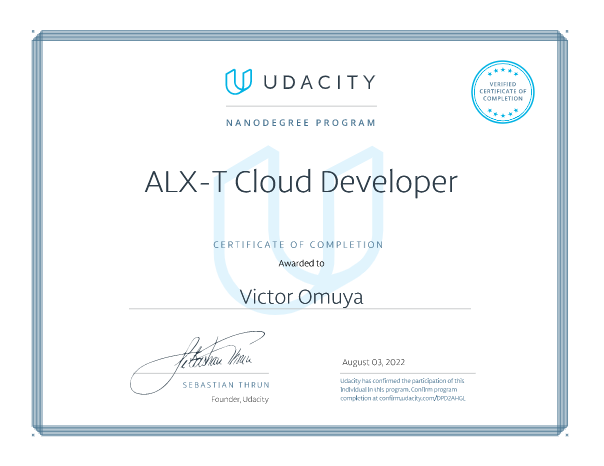 UDACITY
VERIFIED
CERTIFICATE OF
COMPLETION
NANODEGREE PROGRAM
ALX-T Cloud Developer
CERTIFICATE OF COMPLETION
Awarded to
Victor Omuya
Sebastian Thrun
SEBASTIAN THRUN
Founder, Udacity
August 03, 2022
Udacity has confirmed the participation of this
individual in this program. Confirm program
completion at confirm.udacity.com/DPD2AHGL